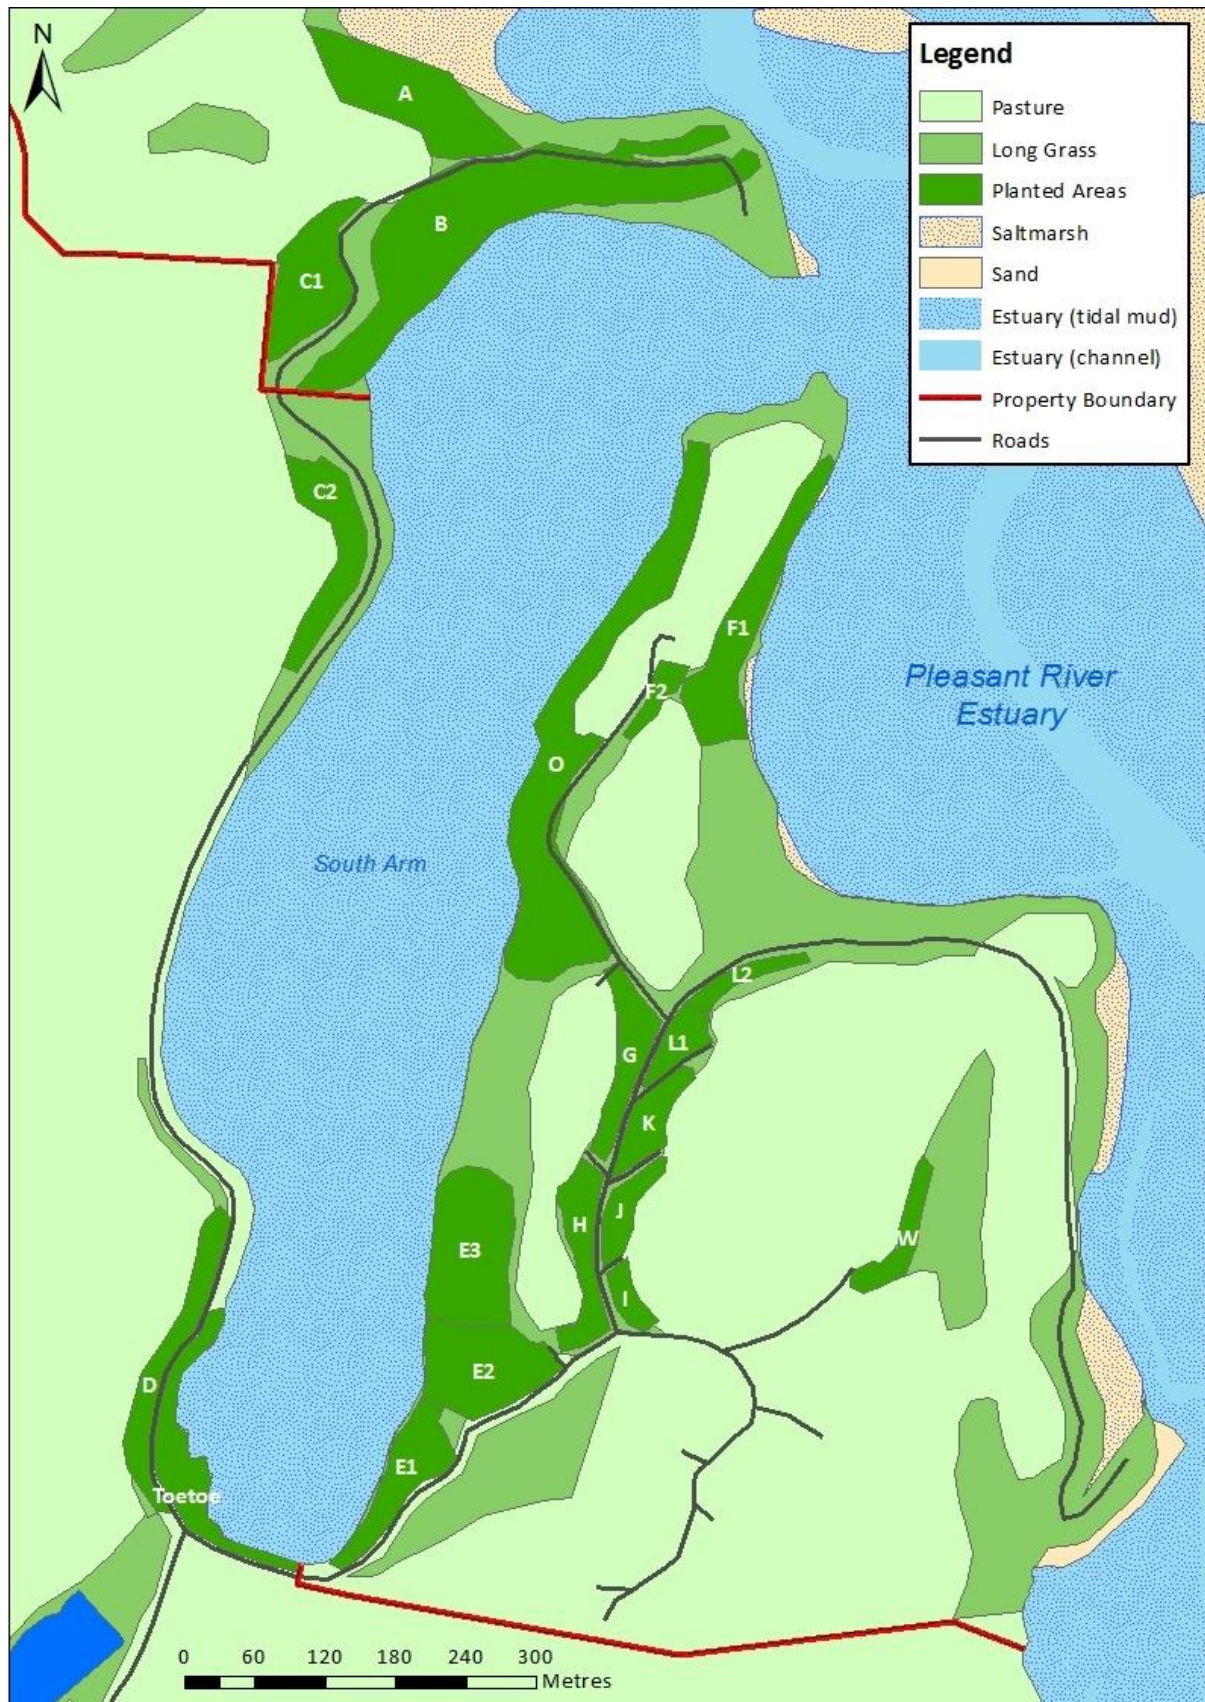 N
Legend
Pasture
Long Grass
Planted Areas
Saltmarsh
Sand
Estuary (tidal mud)
Estuary (channel)
Property Boundary
Roads
A
B
C1
C2
F1
F2
Pleasant River
Estuary
O
South Arm
L2
L1
G
K
J
H
W
E3
I
E2
D
E1
Toetoe
0 60 120 180 240 300
Metres